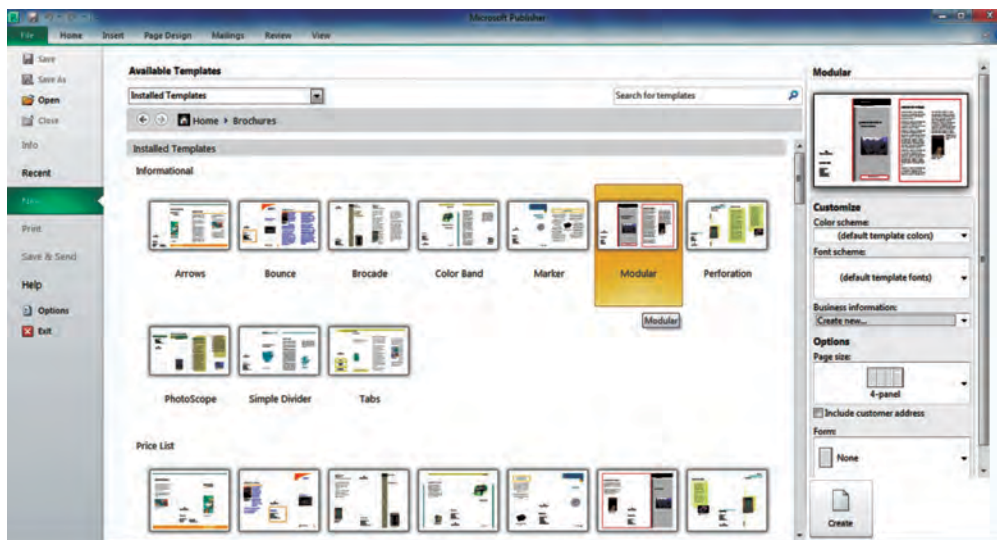 Microsoft Publisher
File Home Insert Page Design Mailings Review View
Save
Save As
Open
Close
Info
Recent
New
Print
Save & Send
Help
Options
Exit
Available Templates
Installed Templates
Search for templates
Home Brochures
Installed Templates
Informational
Arrows Bounce Brocade Color Band Marker Modular Perforation
Modular
PhotoScope Simple Divider Tabs
Price List
Modular
Customize
Color scheme:
(default template colors)
Font scheme:
(default template fonts)
Business information:
Create new...
Options
Page size:
4-panel
Include customer address
Form:
None
Create